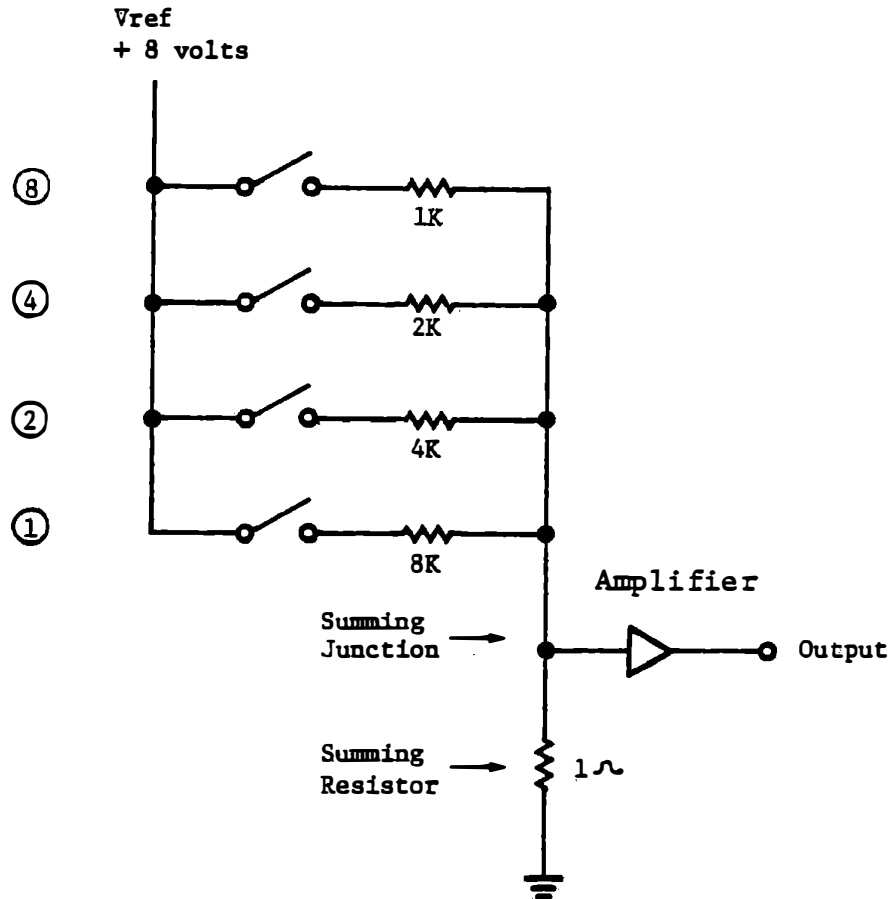 Vref
+ 8 volts
8
1K
4
2K
2
4K
1
8K
Amplifier
Summing
Junction
Output
Summing
Resistor
1Ω